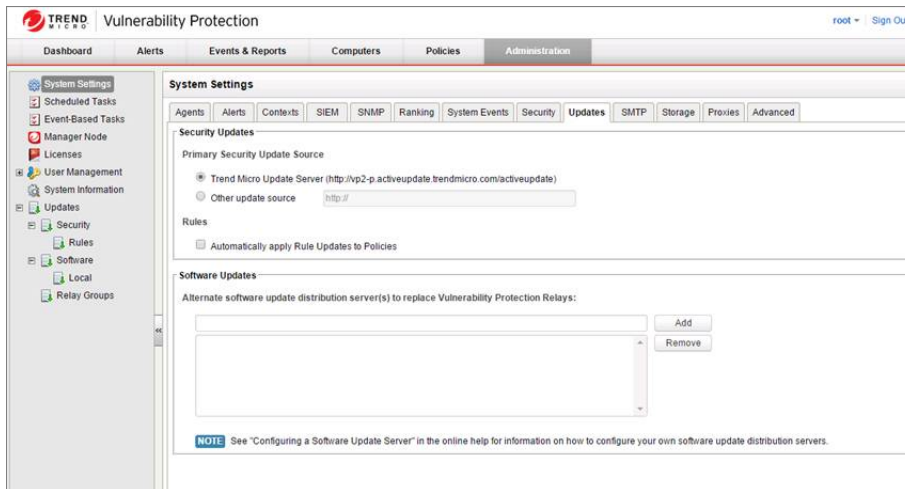 TREND MICRO Vulnerability Protection root Sign Ou
Dashboard Alerts Events & Reports Computers Policies Administration
System Settings
Scheduled Tasks
Event-Based Tasks
Manager Node
Licenses
User Management
System Information
Updates
Security
Rules
Software
Local
Relay Groups
System Settings
Agents Alerts Contexts SIEM SNMP Ranking System Events Security Updates SMTP Storage Proxies Advanced
Security Updates
Primary Security Update Source
Trend Micro Update Server (http://vp2-p.activeupdate.trendmicro.com/activeupdate)
Other update source http://
Rules
Automatically apply Rule Updates to Policies
Software Updates
Alternate software update distribution server(s) to replace Vulnerability Protection Relays:
Add
Remove
NOTE See "Configuring a Software Update Server" in the online help for information on how to configure your own software update distribution servers.